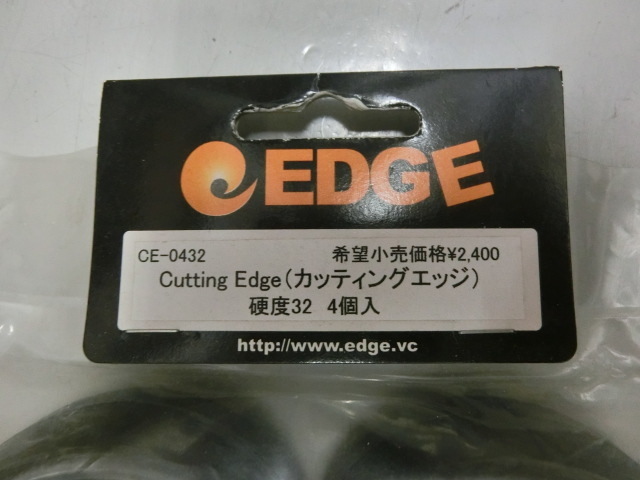 EDGE
CE-0432 希望小売価格¥2,400
Cutting Edge(カッティングエッジ)
硬度32 4個入
http://www.edge.vc